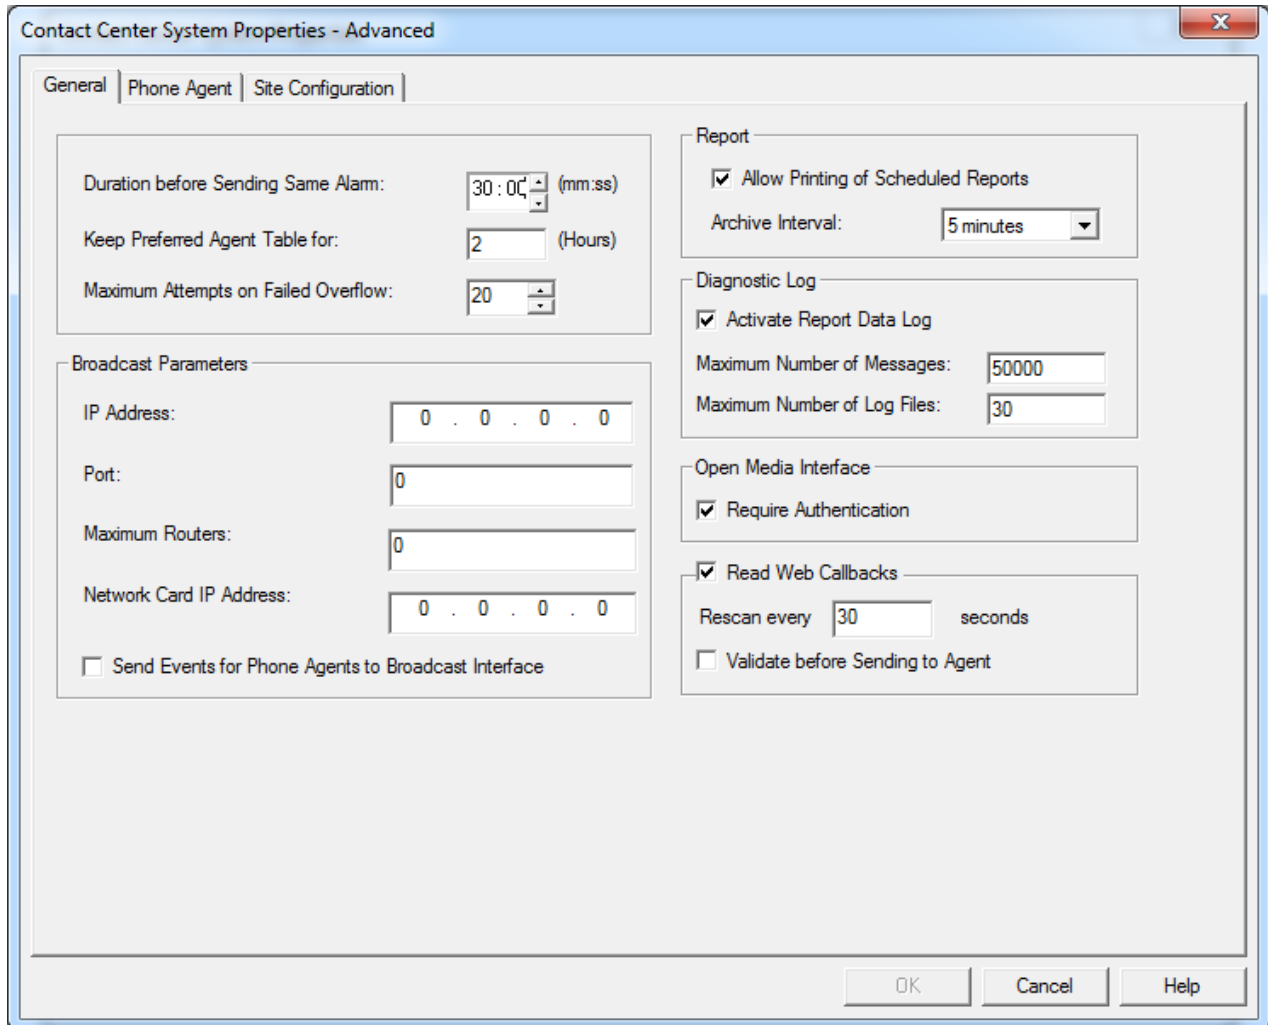 Contact Center System Properties - Advanced
X
General Phone Agent Site Configuration
Duration before Sending Same Alarm: 30 : 00 (mm:ss)
Keep Preferred Agent Table for: 2 (Hours)
Maximum Attempts on Failed Overflow: 20
Broadcast Parameters
IP Address: 0 . 0 . 0 . 0
Port: 0
Maximum Routers: 0
Network Card IP Address: 0 . 0 . 0 . 0
Send Events for Phone Agents to Broadcast Interface
Report
Allow Printing of Scheduled Reports
Archive Interval: 5 minutes
Diagnostic Log
Activate Report Data Log
Maximum Number of Messages: 50000
Maximum Number of Log Files: 30
Open Media Interface
Require Authentication
Read Web Callbacks
Rescan every 30 seconds
Validate before Sending to Agent
OK Cancel Help